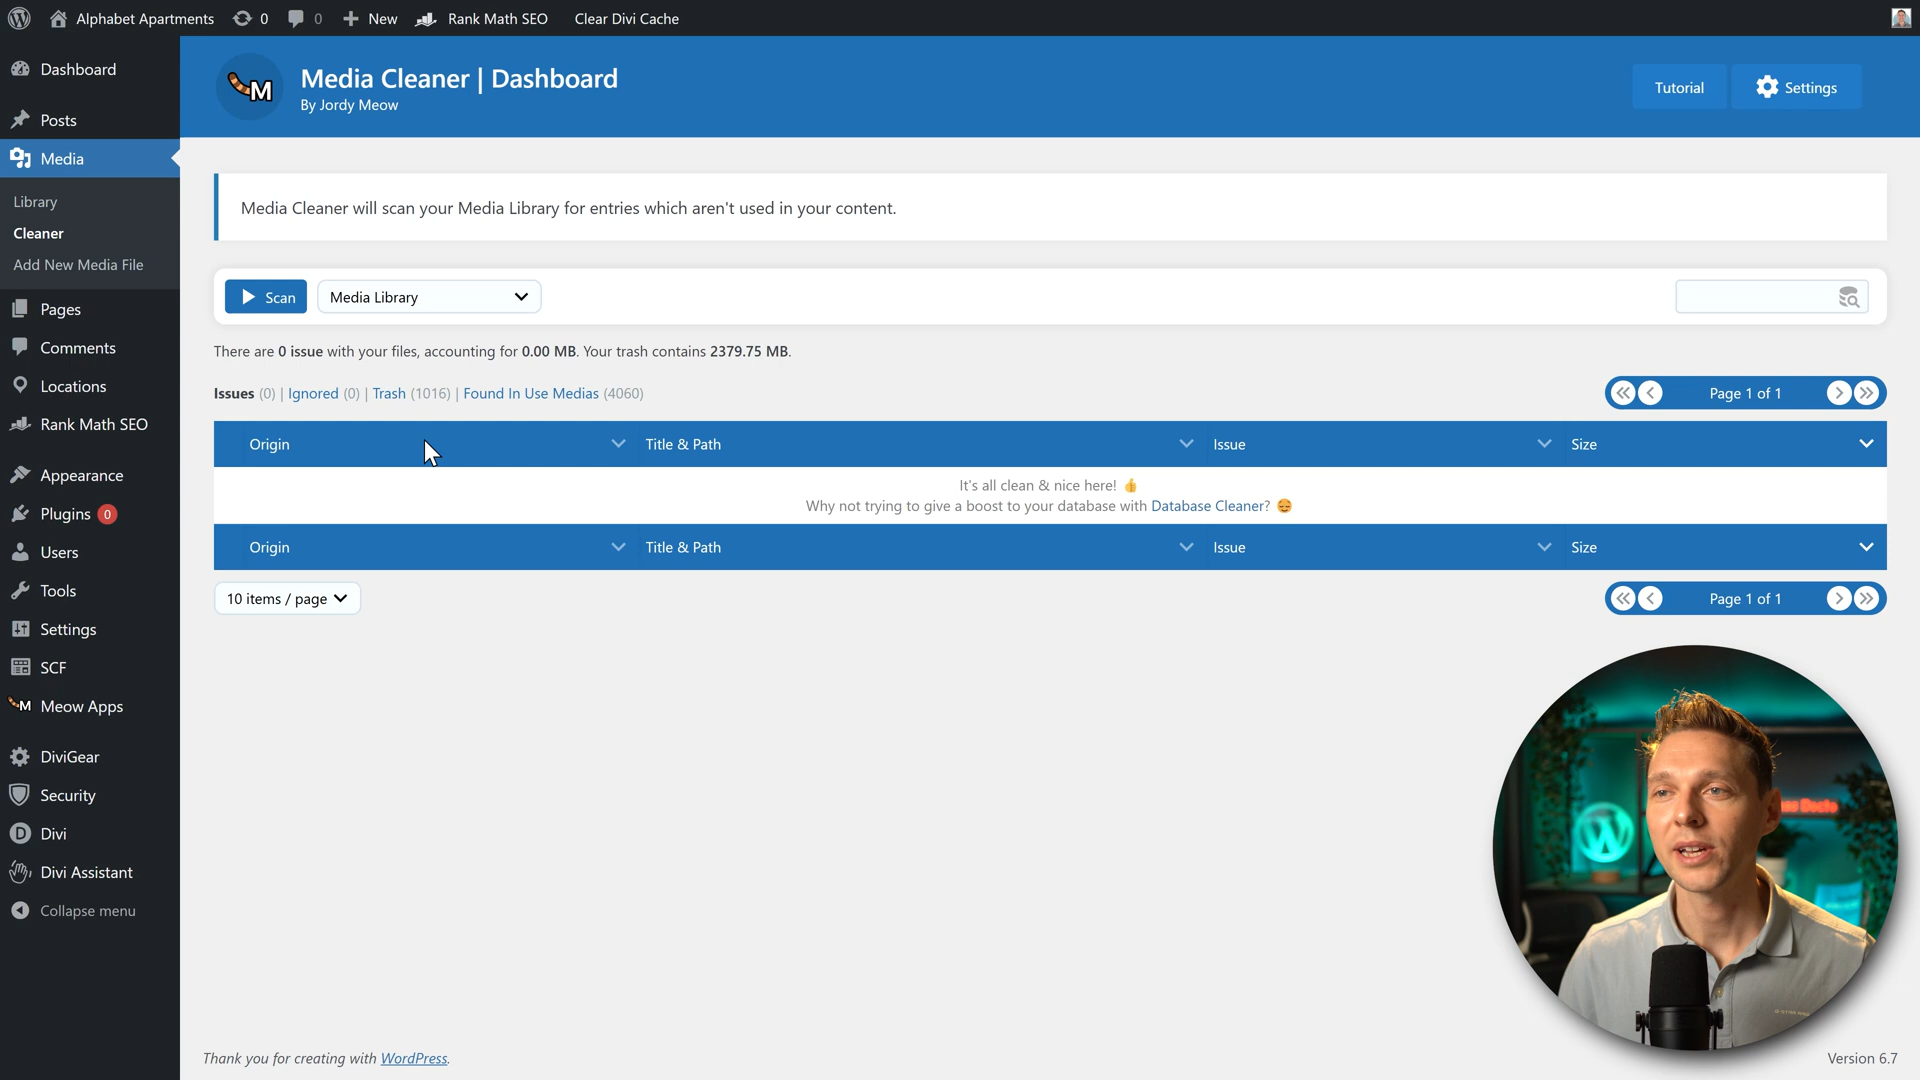 Alphabet Apartments 0 0 New Rank Math SEO Clear Divi Cache
Dashboard
Posts
Media
Library
Cleaner
Add New Media File
Pages
Comments
Locations
Rank Math SEO
Appearance
Plugins 0
Users
Tools
Settings
SCF
Meow Apps
DiviGear
Security
Divi
Divi Assistant
Collapse menu
M
Media Cleaner | Dashboard
By Jordy Meow
Tutorial
Settings
Media Cleaner will scan your Media Library for entries which aren't used in your content.
Scan
Media Library
There are 0 issue with your files, accounting for 0.00 MB. Your trash contains 2379.75 MB.
Issues (0) | Ignored (0) | Trash (1016) | Found In Use Medias (4060)
Page 1 of 1
Origin Title & Path Issue Size
It's all clean & nice here! 👍
Why not trying to give a boost to your database with Database Cleaner? 😌
Origin Title & Path Issue Size
10 items / page
Page 1 of 1
Thank you for creating with WordPress.
Version 6.7